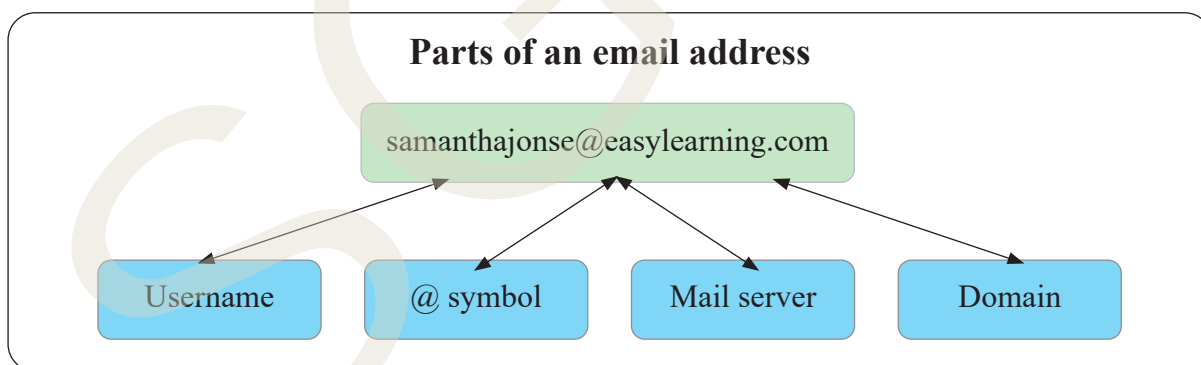 Parts of an email address
samanthajonse@easylearning.com
Username @ symbol Mail server Domain